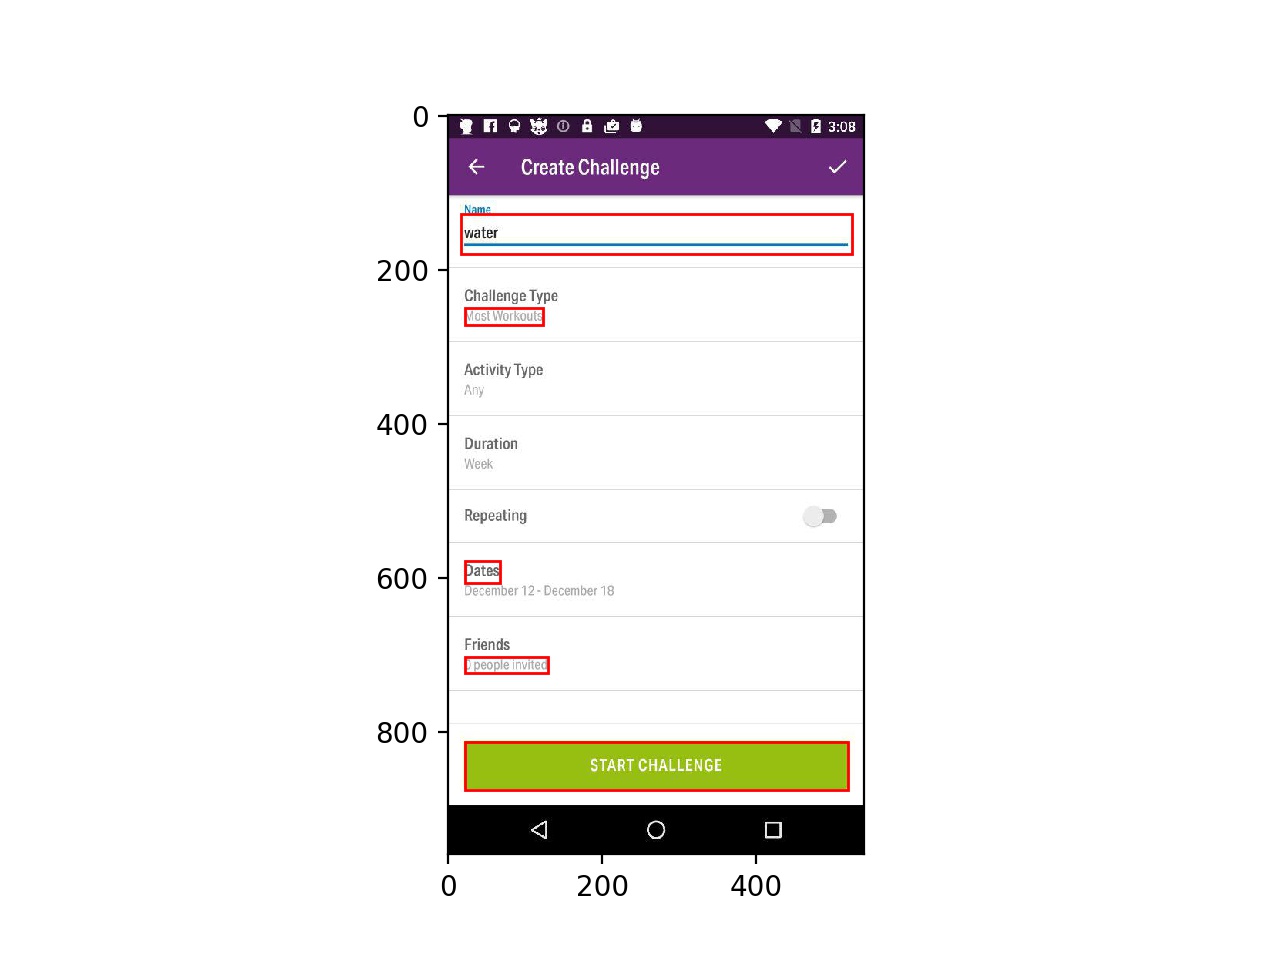 0
3:08
Create Challenge
Name
water
200
Challenge Type
Most Workouts
Activity Type
Any
400
Duration
Week
Repeating
Dates
600
December 12 - December 18
Friends
0 people invited
800
START CHALLENGE
0 200 400